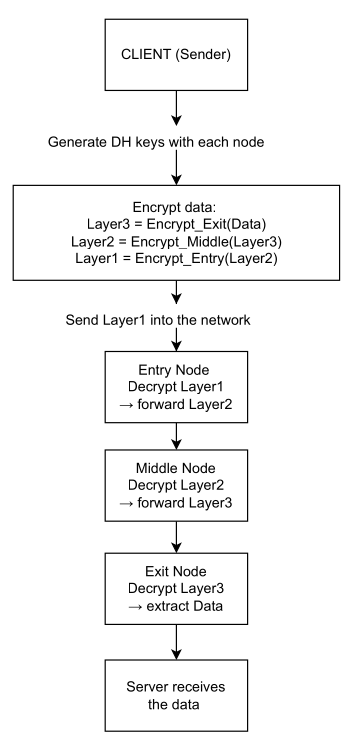 CLIENT (Sender)
Generate DH keys with each node
Encrypt data:
Layer3 = Encrypt_Exit(Data)
Layer2 = Encrypt_Middle(Layer3)
Layer1 = Encrypt_Entry(Layer2)
Send Layer1 into the network
Entry Node
Decrypt Layer1
→ forward Layer2
Middle Node
Decrypt Layer2
→ forward Layer3
Exit Node
Decrypt Layer3
→ extract Data
Server receives
the data